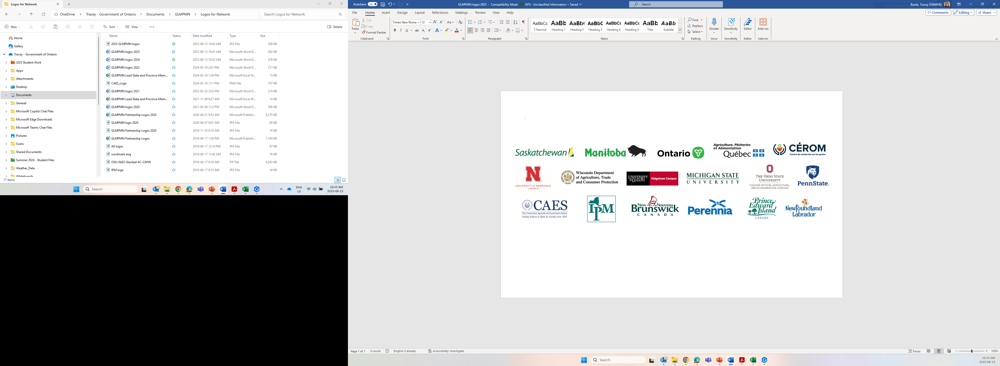 Logos for Network
OneDrive > Tracey - Government of Ontario > Documents > GLMPMN > Logos for Network
Search Logos for Network
New Sort View Details
Name Status Date modified Type Size
Home
Gallery
Tracey - Government of Ontario
2025 Student Work
Apps
Attachments
Desktop
Documents
General
Microsoft Copilot Chat Files
Microsoft Edge Downloads
Microsoft Teams Chat Files
Pictures
Scans
Shared Documents
Summer 2024 - Student Files
Weather_Data
Whiteboards
2025 GLMPMN logos 2025-08-13 10:43 AM JPG File 238 KB
GLMPMN logos 2025 2025-08-13 10:41 AM Microsoft Word D... 582 KB
GLMPMN logos 2024 2025-08-13 10:32 AM Microsoft Word D... 378 KB
GLMPMN logos 2022 2024-03-18 2:01 PM Microsoft Word D... 217 KB
GLMPMN Lead State and Province Mem... 2024-03-18 1:58 PM Microsoft Excel W... 15 KB
CAES_Logo 2024-03-18 1:11 PM PNG File 107 KB
GLMPMN logos 2021 2022-03-22 3:55 PM Microsoft Word D... 219 KB
GLMPMN Lead State and Province Mem... 2021-11-09 9:27 AM Microsoft Excel W... 14 KB
GLMPMN logos 2020 2021-05-04 1:12 PM Microsoft Word D... 506 KB
GLMPMN Partnership Logos 2020 2020-04-21 9:53 AM Microsoft Publish... 8,275 KB
GLMPMN logo 2020 2020-04-07 9:07 AM JPG File 89 KB
GLMPMN Partnership Logos 2020 2019-11-25 9:10 AM JPG File 70 KB
GLMPMN Partnership Logos 2019-04-17 1:30 PM Microsoft Publish... 7,354 KB
All logos 2019-04-17 12:14 PM JPG File 67 KB
wordmark eng 2019-04-17 11:42 AM JPG File 78 KB
OSU-FAES-Stacked-4C-CMYK 2019-04-17 9:16 AM TIF File 6,893 KB
IPM logo 2019-04-17 9:15 AM JPG File 34 KB
17 items
Search
ENG
US
10:45 AM
2025-08-13
AutoSave On GLMPMN logos 2025 - Compatibility Mode OPS - Unclassified Information • Saved Search Baute, Tracey (OMAFA)
File Home Insert Design Layout References Mailings Review View Help Comments Editing Share
Paste Cut Copy Format Painter
Times New Roma 12
AaBbCc AaBb AaBb( AaBbC AaBbCc AaBbCc AaBb AaBb
¶ Normal Heading 1 Heading 2 Heading 3 Heading 4 Heading 5 Title Subtitle
Find Replace Select
Dictate Sensitivity Editor Add-ins
Clipboard Font Paragraph Styles Editing Voice Sensitivity Editor Add-ins
Saskatchewan
Manitoba
Ontario
Agriculture, Pêcheries
et Alimentation
Québec
CÉROM
Centre de recherche sur les grains
N
UNIVERSITY of NEBRASKA
LINCOLN
Wisconsin Department
of Agriculture, Trade
and Consumer Protection
UNIVERSITY
of GUELPH
Ridgetown Campus
MICHIGAN STATE
UNIVERSITY
THE OHIO STATE
UNIVERSITY
COLLEGE OF FOOD, AGRICULTURAL,
AND ENVIRONMENTAL SCIENCES
PennState
CAES
The Connecticut Agricultural Experiment Station
Putting Science to Work for Society since 1875
IPM
New Nouveau
Brunswick
CANADA
Perennia
Prince
Edward
Island
CANADA
Newfoundland
Labrador
Page 1 of 1 0 words English (Canada) Accessibility: Investigate Focus 100%
Search
10:45 AM
2025-08-13